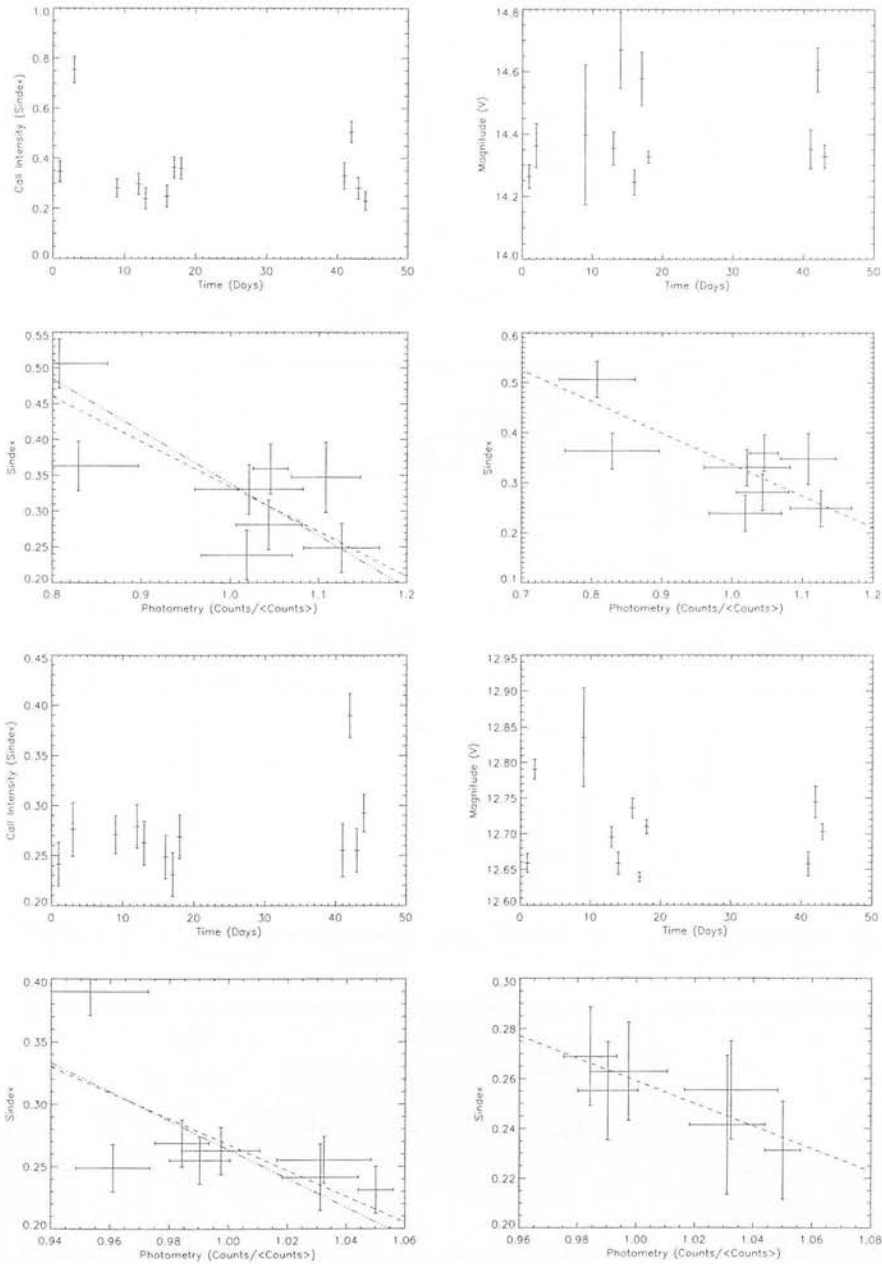 1.0
0.8
0.6
0.4
0.2
0.0
CaII Intensity (Sindex)
0 10 20 30 40 50
Time (Days)
14.8
14.6
14.4
14.2
14.0
Magnitude (V)
0 10 20 30 40 50
Time (Days)
0.55
0.50
0.45
0.40
0.35
0.30
0.25
0.20
Sindex
0.8 0.9 1.0 1.1 1.2
Photometry (Counts/<Counts>)
0.6
0.5
0.4
0.3
0.2
0.1
Sindex
0.7 0.8 0.9 1.0 1.1 1.2
Photometry (Counts/<Counts>)
0.45
0.40
0.35
0.30
0.25
0.20
CaII Intensity (Sindex)
0 10 20 30 40 50
Time (Days)
12.95
12.90
12.85
12.80
12.75
12.70
12.65
12.60
Magnitude (V)
0 10 20 30 40 50
Time (Days)
0.40
0.35
0.30
0.25
0.20
Sindex
0.94 0.96 0.98 1.00 1.02 1.04 1.06
Photometry (Counts/<Counts>)
0.30
0.28
0.26
0.24
0.22
0.20
Sindex
0.96 0.98 1.00 1.02 1.04 1.06 1.08
Photometry (Counts/<Counts>)